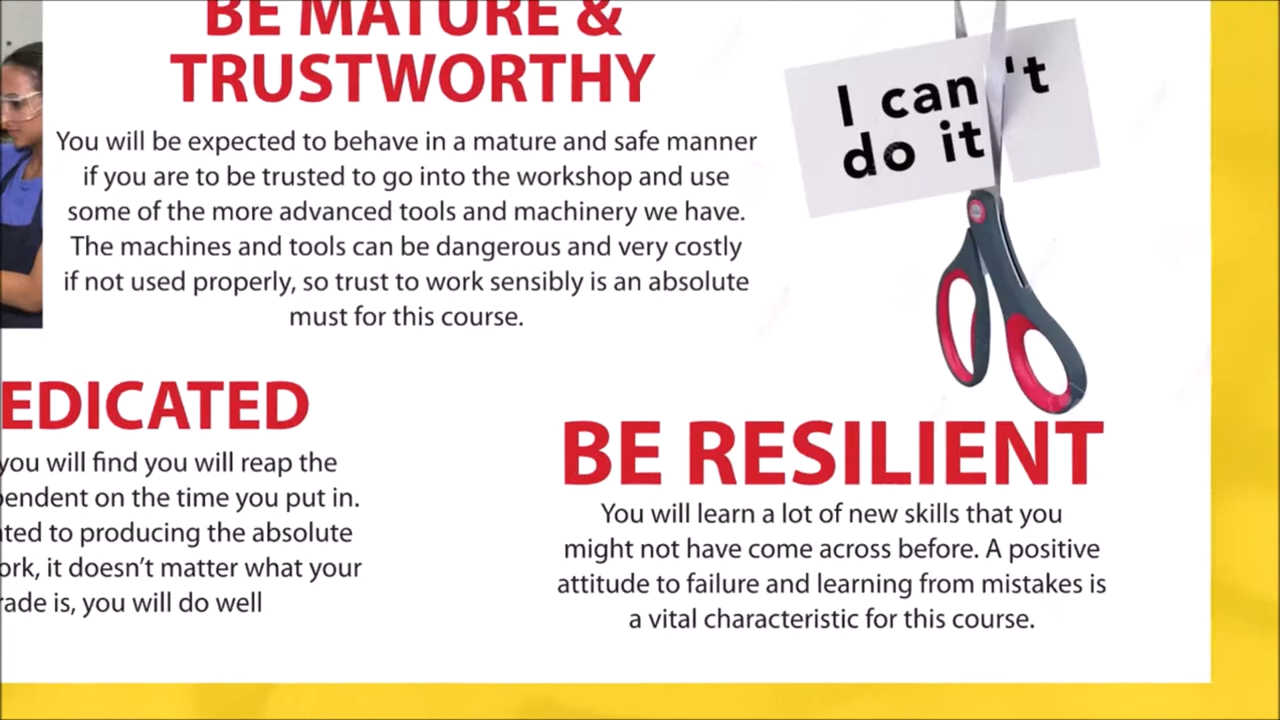 BE MATURE &
TRUSTWORTHY
You will be expected to behave in a mature and safe manner
if you are to be trusted to go into the workshop and use
some of the more advanced tools and machinery we have.
The machines and tools can be dangerous and very costly
if not used properly, so trust to work sensibly is an absolute
must for this course.
I can't
do it
EDICATED
you will find you will reap the
pendent on the time you put in.
ated to producing the absolute
ork, it doesn't matter what your
rade is, you will do well
BE RESILIENT
You will learn a lot of new skills that you
might not have come across before. A positive
attitude to failure and learning from mistakes is
a vital characteristic for this course.